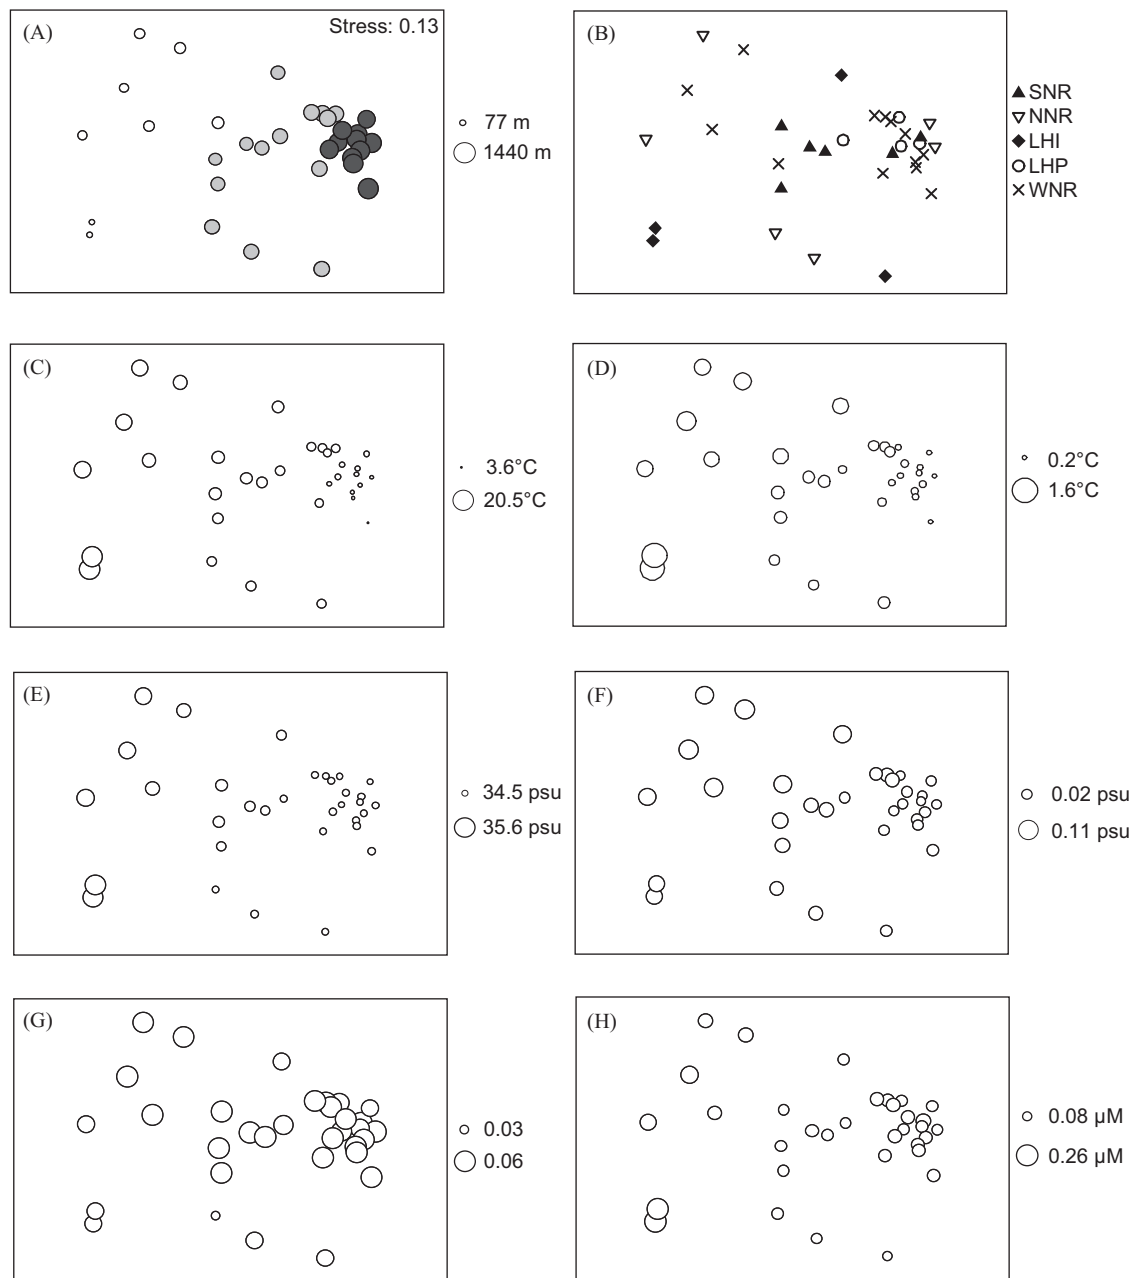 (A)
Stress: 0.13
77 m
1440 m
(B)
SNR
NNR
LHI
LHP
WNR
(C)
3.6°C
20.5°C
(D)
0.2°C
1.6°C
(E)
34.5 psu
35.6 psu
(F)
0.02 psu
0.11 psu
(G)
0.03
0.06
(H)
0.08 µM
0.26 µM